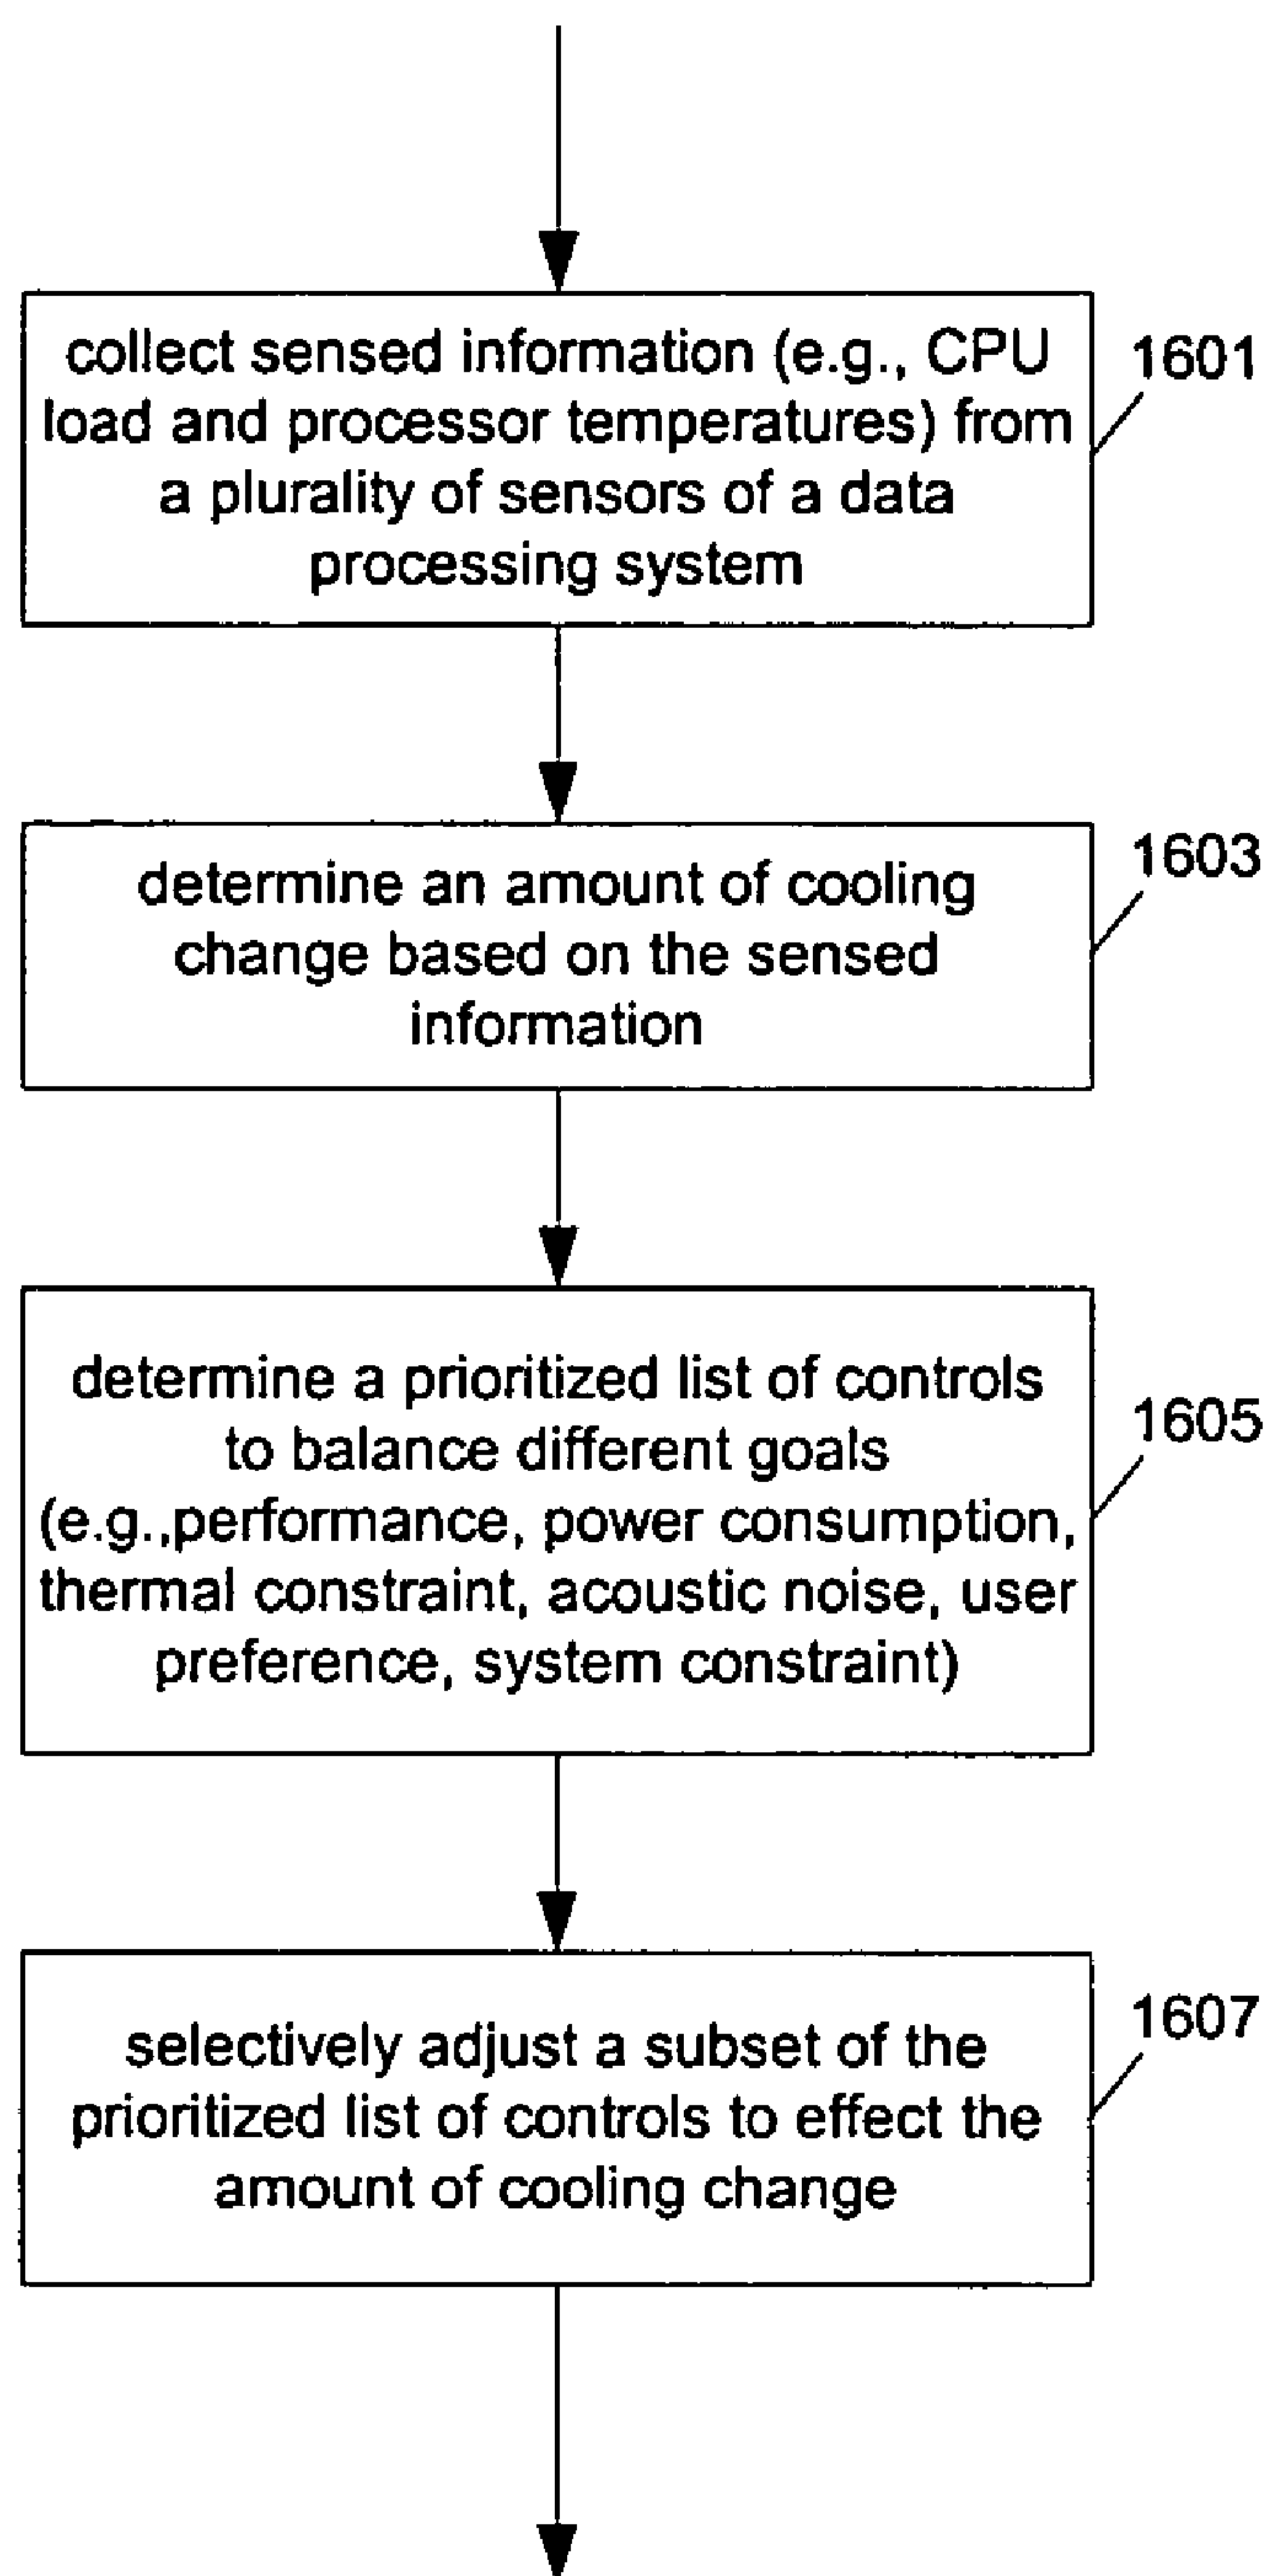 collect sensed information (e.g., CPU
load and processor temperatures) from
a plurality of sensors of a data
processing system
1601
determine an amount of cooling
change based on the sensed
information
1603
determine a prioritized list of controls
to balance different goals
(e.g.,performance, power consumption,
thermal constraint, acoustic noise, user
preference, system constraint)
1605
selectively adjust a subset of the
prioritized list of controls to effect the
amount of cooling change
1607